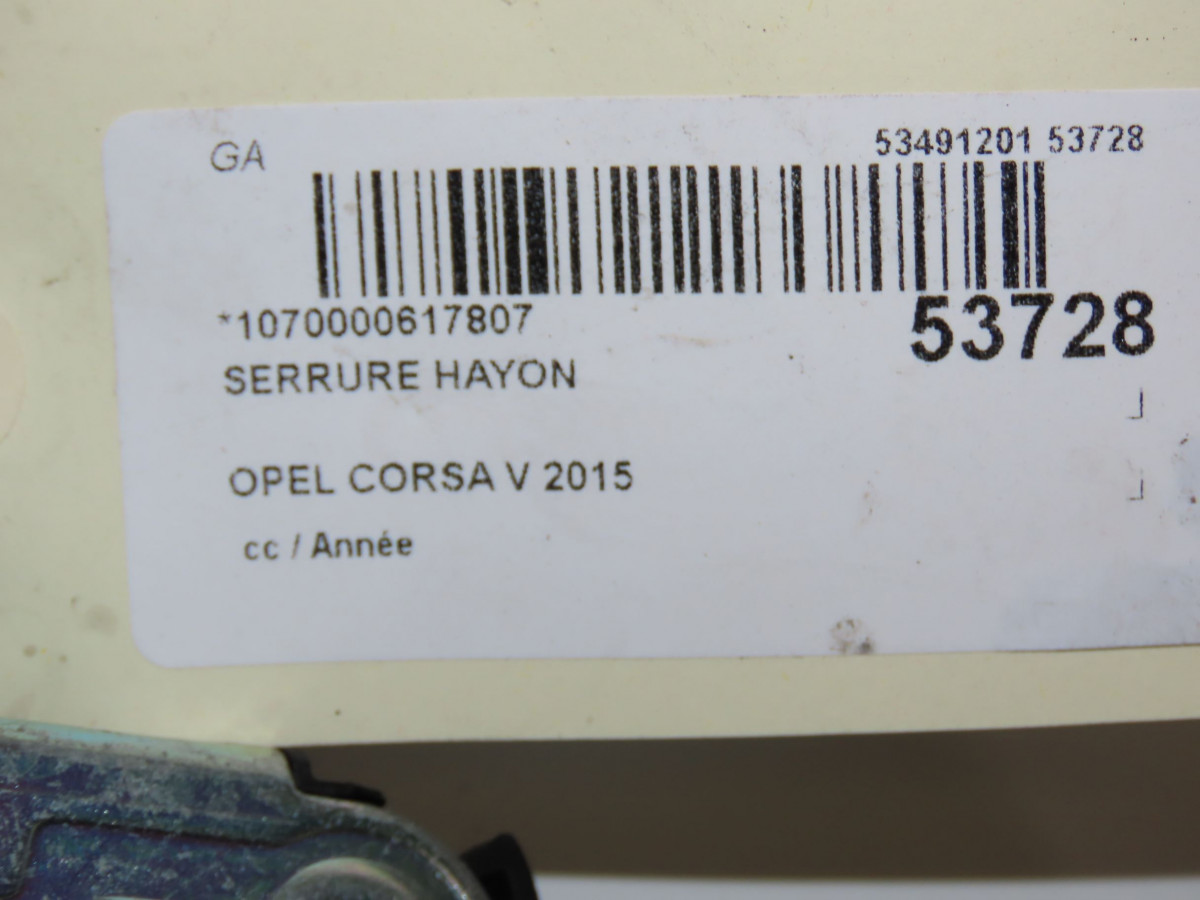 GA
53491201 53728
*1070000617807
53728
SERRURE HAYON
OPEL CORSA V 2015
cc / Année